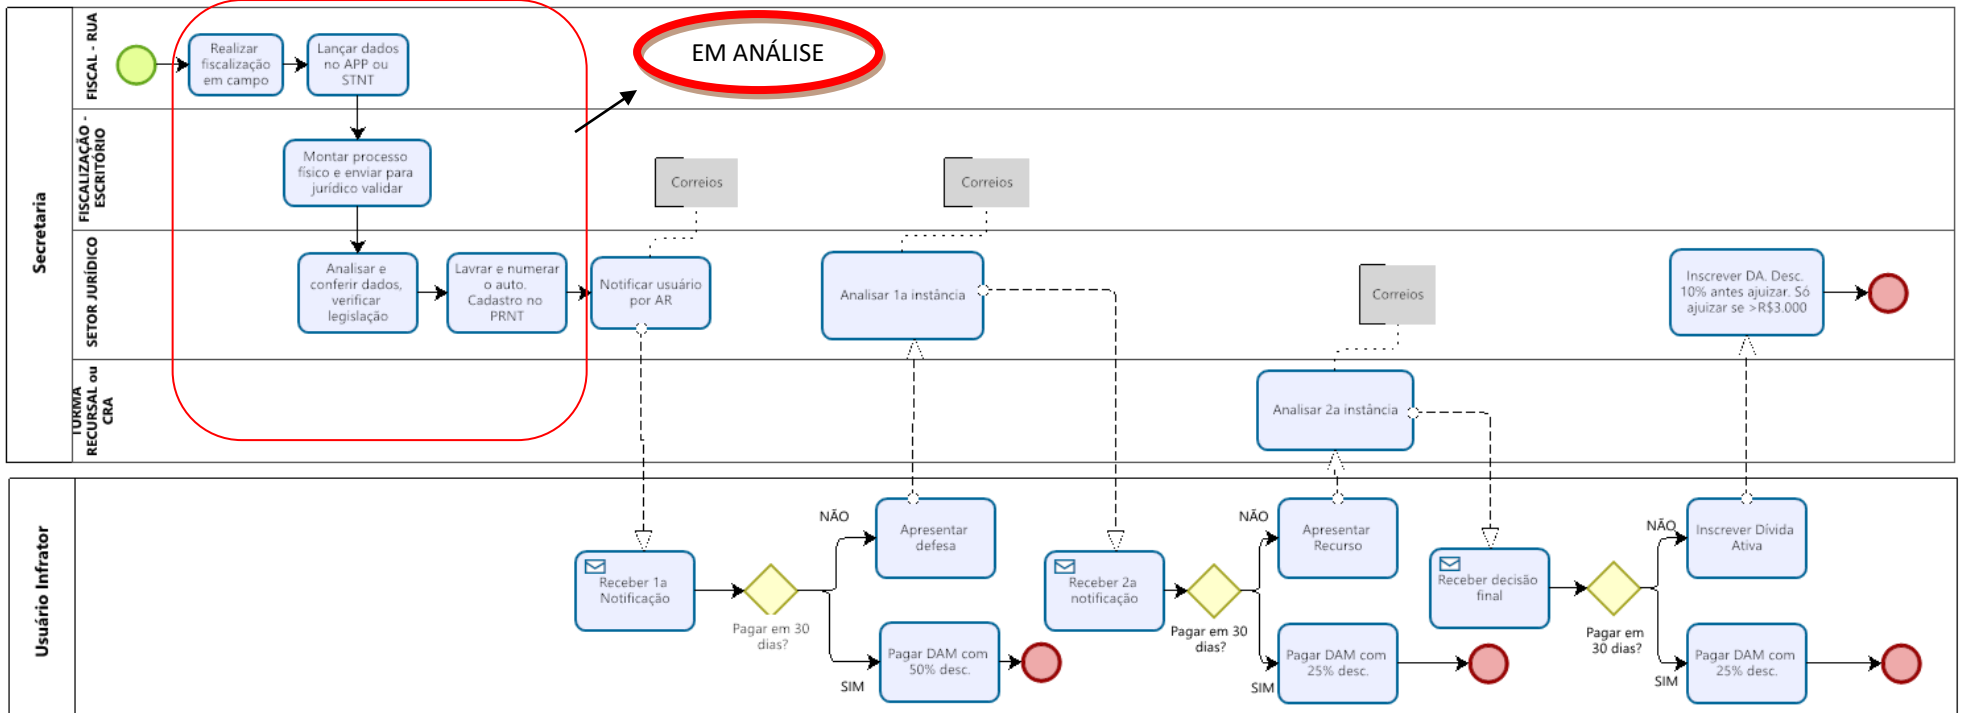 Secretaria
FISCAL - RUA
Realizar
fiscalização
em campo
Lançar dados
no APP ou
STNT
EM ANÁLISE
FISCALIZAÇÃO -
ESCRITÓRIO
Montar processo
físico e enviar para
jurídico validar
Correios
Correios
SETOR JURÍDICO
Analisar e
conferir dados,
verificar
legislação
Lavrar e numerar
o auto.
Cadastro no
PRNT
Notificar usuário
por AR
Analisar 1a instância
Correios
Inscrever DA. Desc.
10% antes ajuizar. Só
ajuizar se >R$3.000
TURMA
RECURSAL ou
CRA
Analisar 2a instância
Usuário Infrator
Receber 1a
Notificação
Pagar em 30
dias?
NÃO
Apresentar
defesa
SIM
Pagar DAM com
50% desc.
Receber 2a
notificação
Pagar em 30
dias?
NÃO
Apresentar
Recurso
SIM
Pagar DAM com
25% desc.
Receber decisão
final
Pagar em
30 dias?
NÃO
Inscrever Dívida
Ativa
SIM
Pagar DAM com
25% desc.